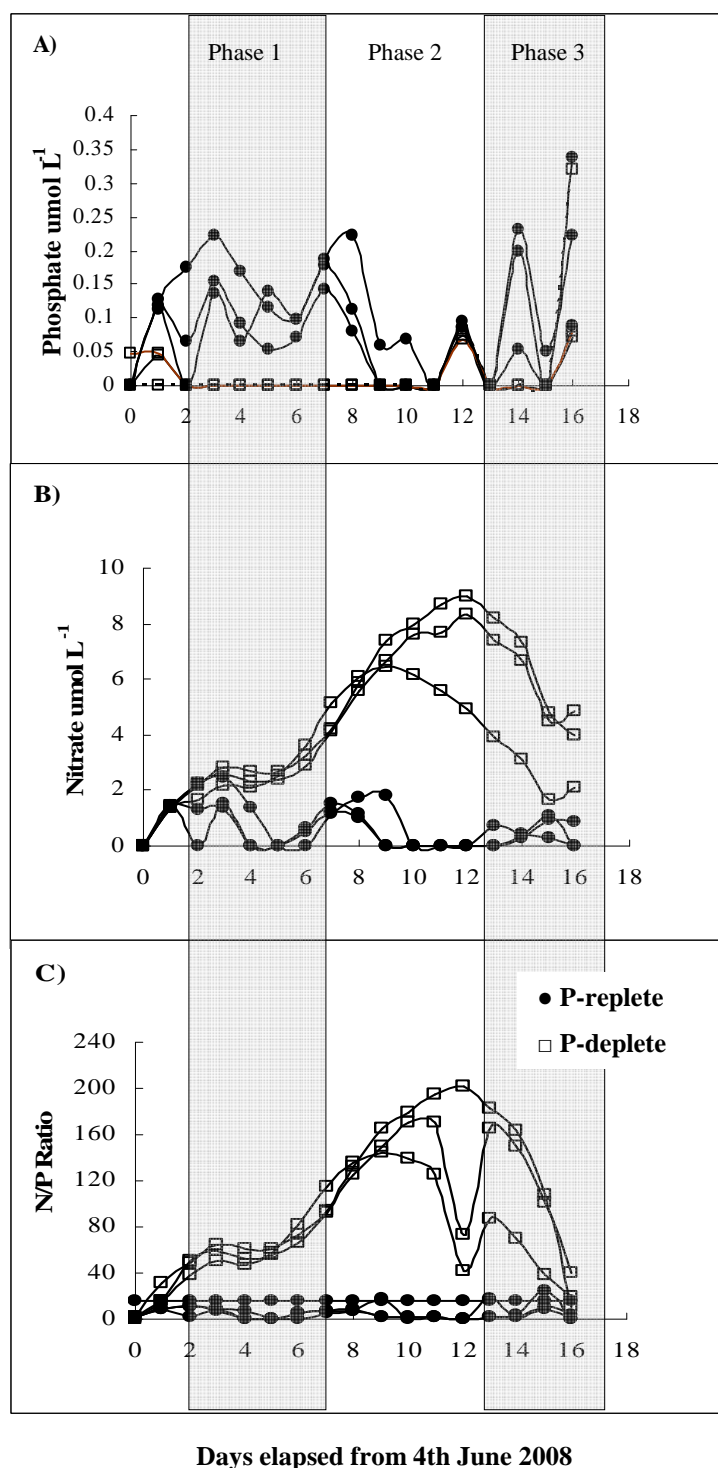 A)
Phase 1 Phase 2 Phase 3
0.4
0.35
0.3
0.25
0.2
0.15
0.1
0.05
0
Phosphate umol L-1
0 2 4 6 8 10 12 14 16 18
B)
10
8
6
4
2
0
Nitrate umol L-1
0 2 4 6 8 10 12 14 16 18
C)
P-replete
P-deplete
240
200
160
120
80
40
0
N/P Ratio
0 2 4 6 8 10 12 14 16 18
Days elapsed from 4th June 2008